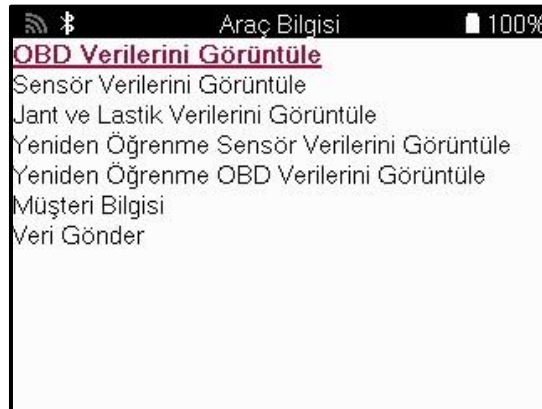 Araç Bilgisi 100%
OBD Verilerini Görüntüle
Sensör Verilerini Görüntüle
Jant ve Lastik Verilerini Görüntüle
Yeniden Öğrenme Sensör Verilerini Görüntüle
Yeniden Öğrenme OBD Verilerini Görüntüle
Müşteri Bilgisi
Veri Gönder